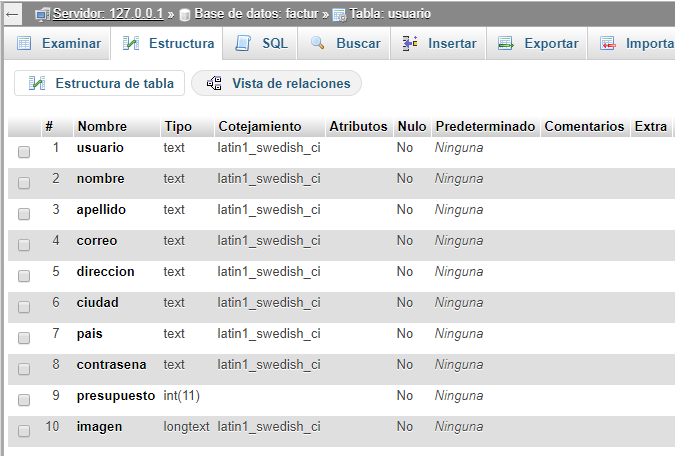 Servidor: 127.0.0.1 » Base de datos: factur » Tabla: usuario
Examinar Estructura SQL Buscar Insertar Exportar Importa
Estructura de tabla Vista de relaciones
# Nombre Tipo Cotejamiento Atributos Nulo Predeterminado Comentarios Extra
1 usuario text latin1_swedish_ci No Ninguna
2 nombre text latin1_swedish_ci No Ninguna
3 apellido text latin1_swedish_ci No Ninguna
4 correo text latin1_swedish_ci No Ninguna
5 direccion text latin1_swedish_ci No Ninguna
6 ciudad text latin1_swedish_ci No Ninguna
7 pais text latin1_swedish_ci No Ninguna
8 contrasena text latin1_swedish_ci No Ninguna
9 presupuesto int(11) No Ninguna
10 imagen longtext latin1_swedish_ci No Ninguna